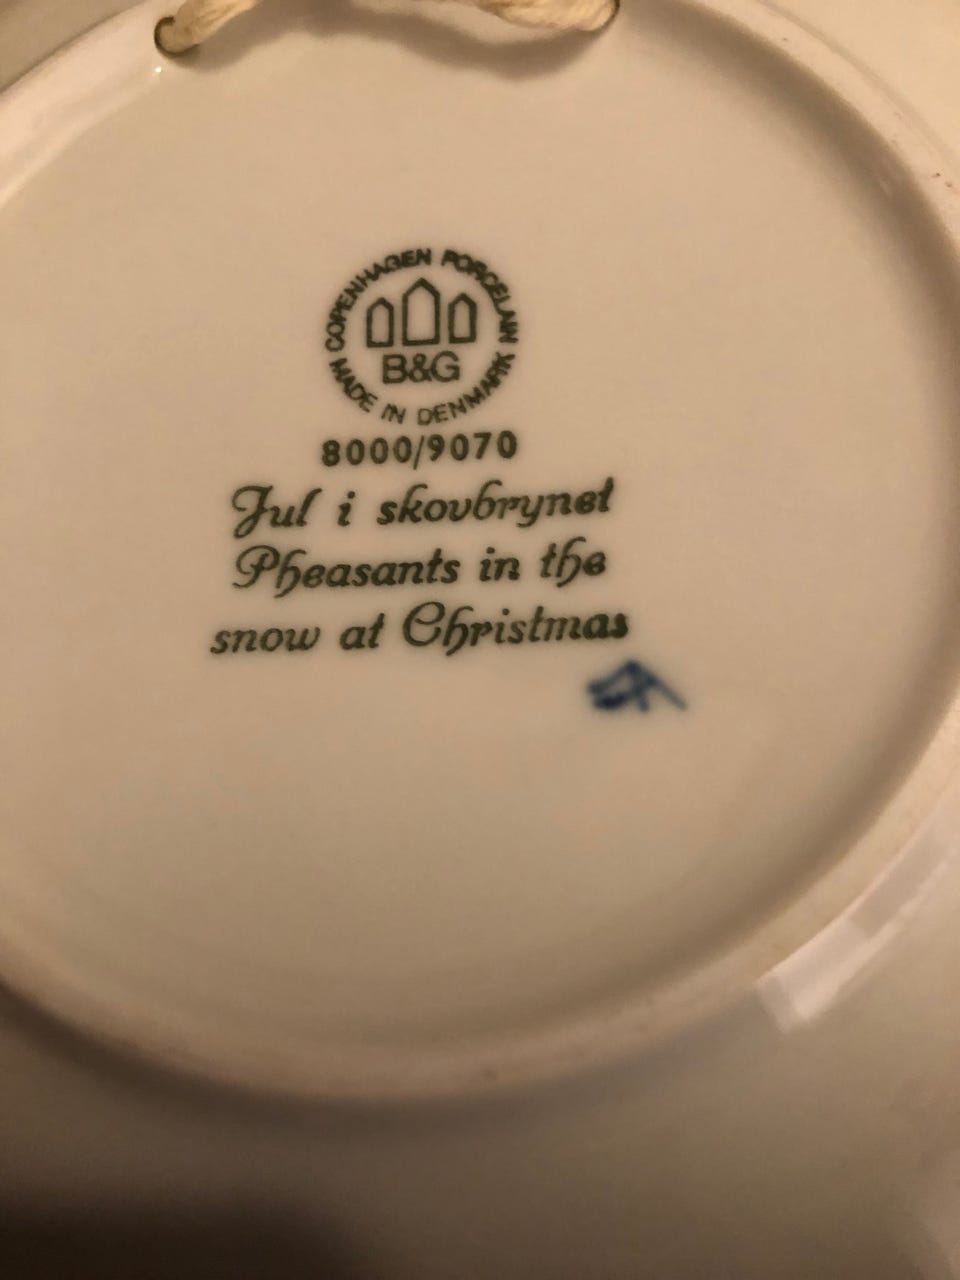 COPENHAGEN PORCELAIN
B&G
MADE IN DENMARK
8000/9070
Jul i skovbrynet
Pheasants in the
snow at Christmas